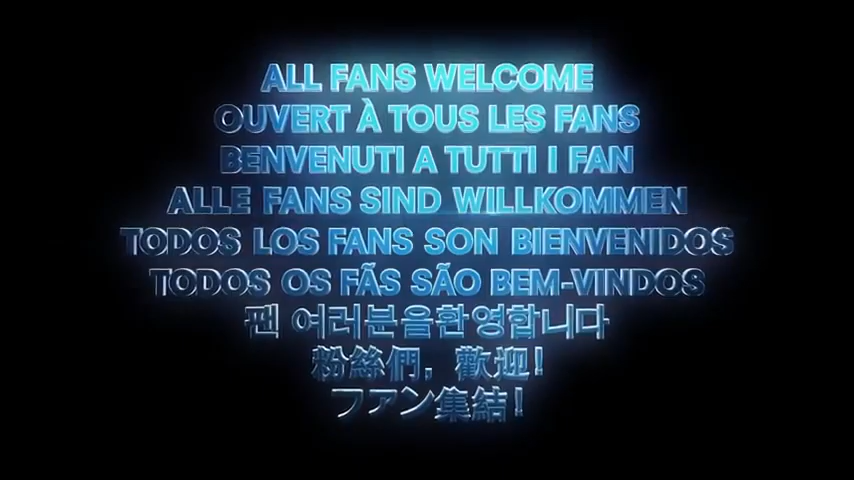 ALL FANS WELCOME
OUVERT À TOUS LES FANS
BENVENUTI A TUTTI I FAN
ALLE FANS SIND WILLKOMMEN
TODOS LOS FANS SON BIENVENIDOS
TODOS OS FÃS SÃO BEM-VINDOS
팬 여러분을환영합니다
粉絲們，歡迎!
ファン集結!